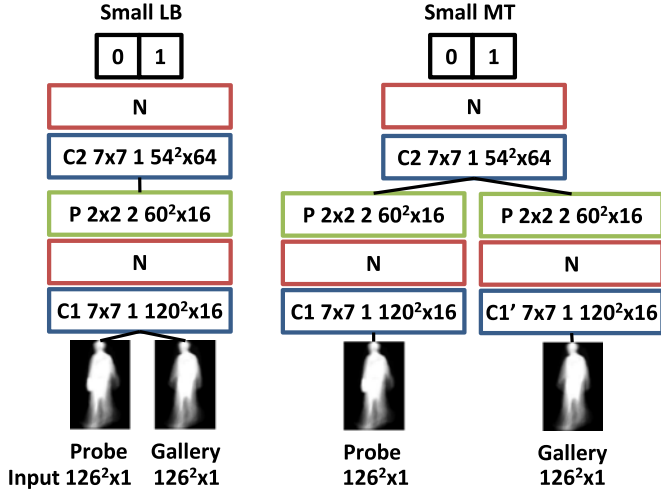 Small LB
0 1
N
C2 7x7 1 54²x64
P 2x2 2 60²x16
N
C1 7x7 1 120²x16
Probe Gallery
Input 126²x1 126²x1
Small MT
0 1
N
C2 7x7 1 54²x64
P 2x2 2 60²x16 P 2x2 2 60²x16
N N
C1 7x7 1 120²x16 C1’ 7x7 1 120²x16
Probe Gallery
126²x1 126²x1